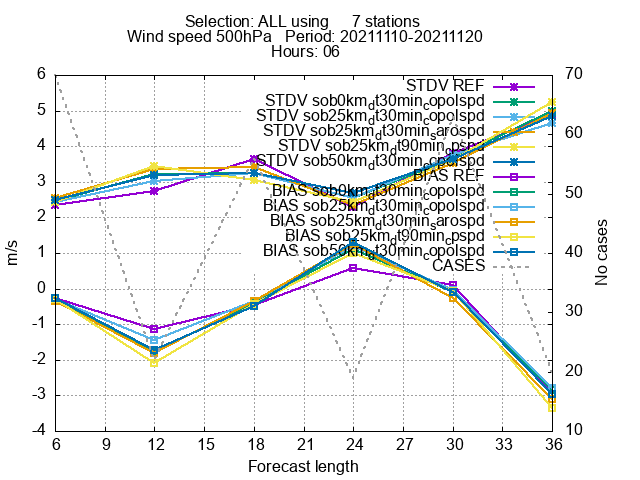 Selection: ALL using 7 stations
Wind speed 500hPa Period: 20211110-20211120
Hours: 06
STDV REF
STDV sob0km_dt30min_copolspd
STDV sob25km_dt30min_copolspd
STDV sob25km_dt30min_sarospd
STDV sob25km_dt90min_cpspd
STDV sob50km_dt30min_copolspd
BIAS REF
BIAS sob0km_dt30min_copolspd
BIAS sob25km_dt30min_copolspd
BIAS sob25km_dt30min_sarospd
BIAS sob25km_dt90min_cpspd
BIAS sob50km_dt30min_copolspd
CASES
6
5
4
3
2
1
0
-1
-2
-3
-4
m/s
70
60
50
40
30
20
10
No cases
6 9 12 15 18 21 24 27 30 33 36
Forecast length